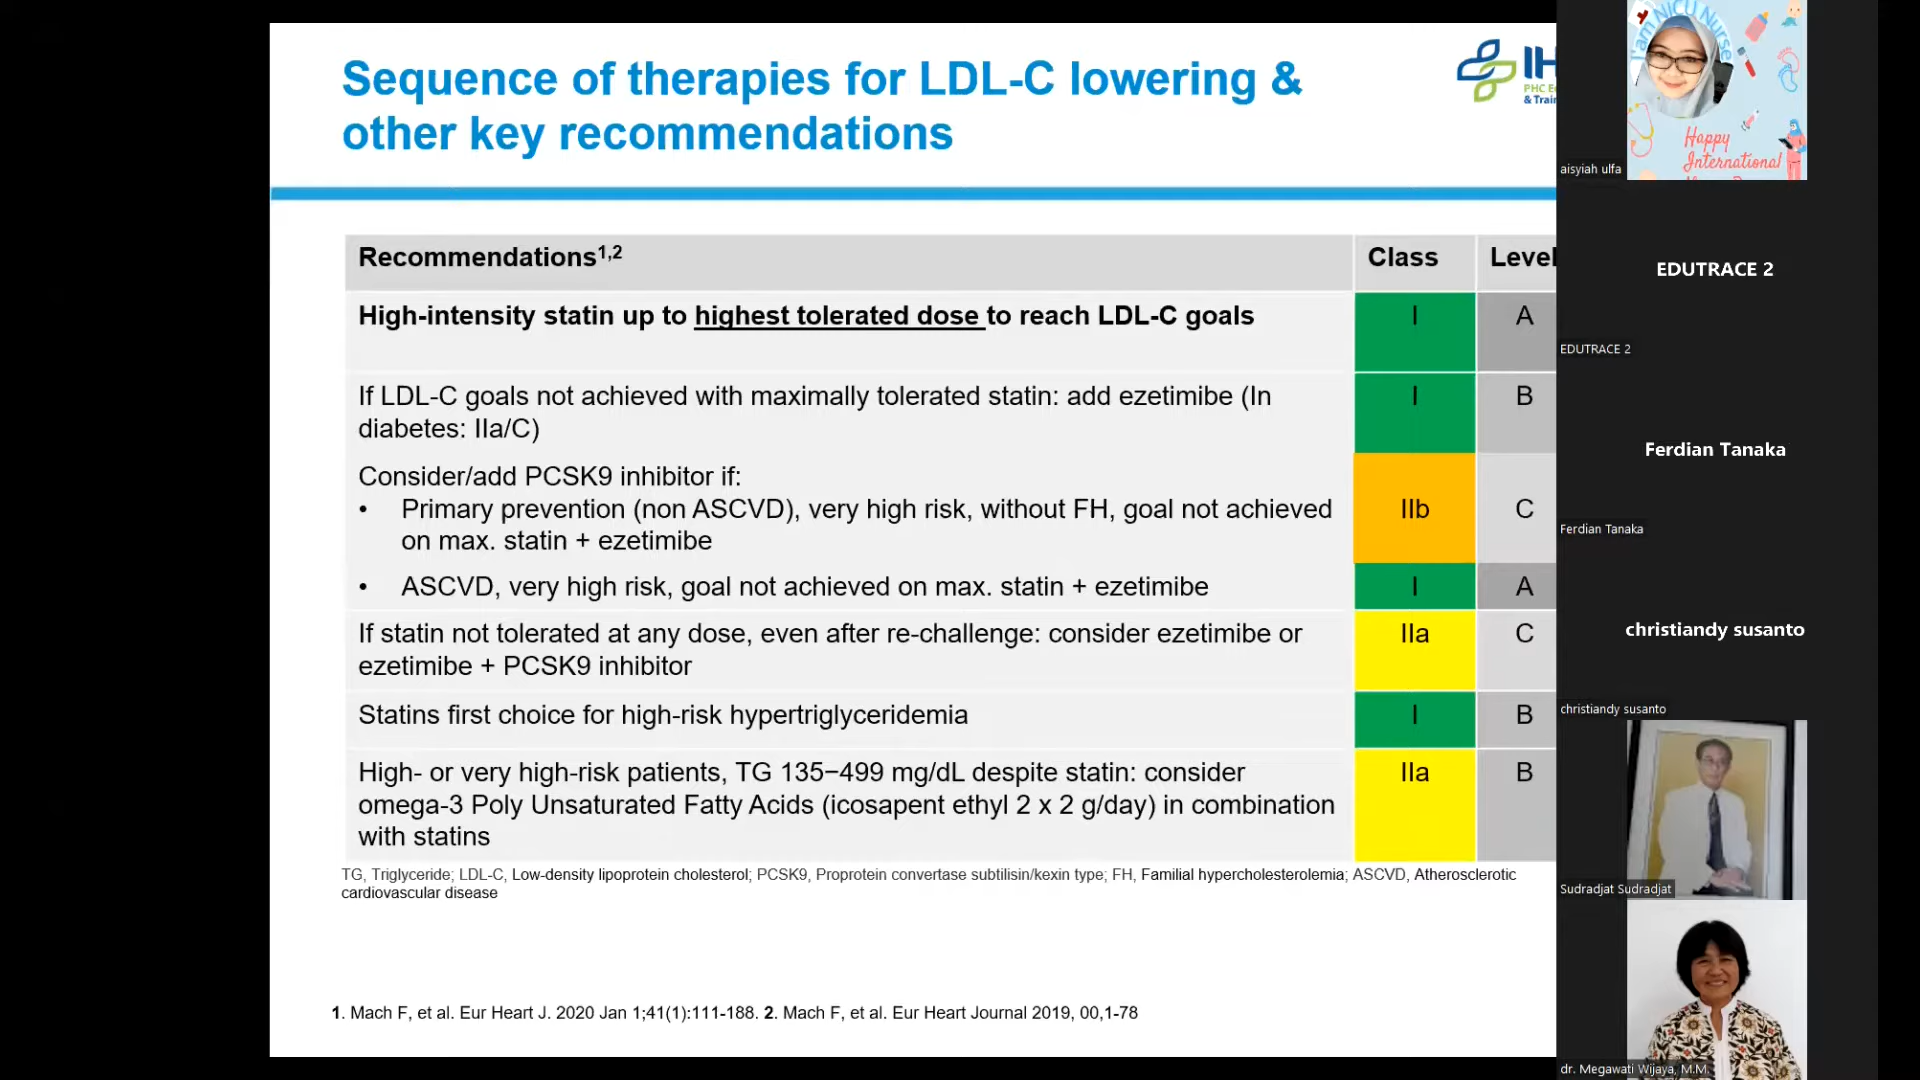 Sequence of therapies for LDL-C lowering &
other key recommendations
IH
PHC E
& Trai
Recommendations1,2
Class
Level
High-intensity statin up to highest tolerated dose to reach LDL-C goals
I
A
If LDL-C goals not achieved with maximally tolerated statin: add ezetimibe (In
diabetes: IIa/C)
I
B
Consider/add PCSK9 inhibitor if:
• Primary prevention (non ASCVD), very high risk, without FH, goal not achieved
on max. statin + ezetimibe
IIb
C
• ASCVD, very high risk, goal not achieved on max. statin + ezetimibe
I
A
If statin not tolerated at any dose, even after re-challenge: consider ezetimibe or
ezetimibe + PCSK9 inhibitor
IIa
C
Statins first choice for high-risk hypertriglyceridemia
I
B
High- or very high-risk patients, TG 135−499 mg/dL despite statin: consider
omega-3 Poly Unsaturated Fatty Acids (icosapent ethyl 2 x 2 g/day) in combination
with statins
IIa
B
TG, Triglyceride; LDL-C, Low-density lipoprotein cholesterol; PCSK9, Proprotein convertase subtilisin/kexin type; FH, Familial hypercholesterolemia; ASCVD, Atherosclerotic
cardiovascular disease
1. Mach F, et al. Eur Heart J. 2020 Jan 1;41(1):111-188. 2. Mach F, et al. Eur Heart Journal 2019, 00,1-78
NICU Nurse
Happy
International
aisyiah ulfa
EDUTRACE 2
EDUTRACE 2
Ferdian Tanaka
Ferdian Tanaka
christiandy susanto
christiandy susanto
Sudradjat Sudradjat
dr. Megawati Wijaya, M.M.